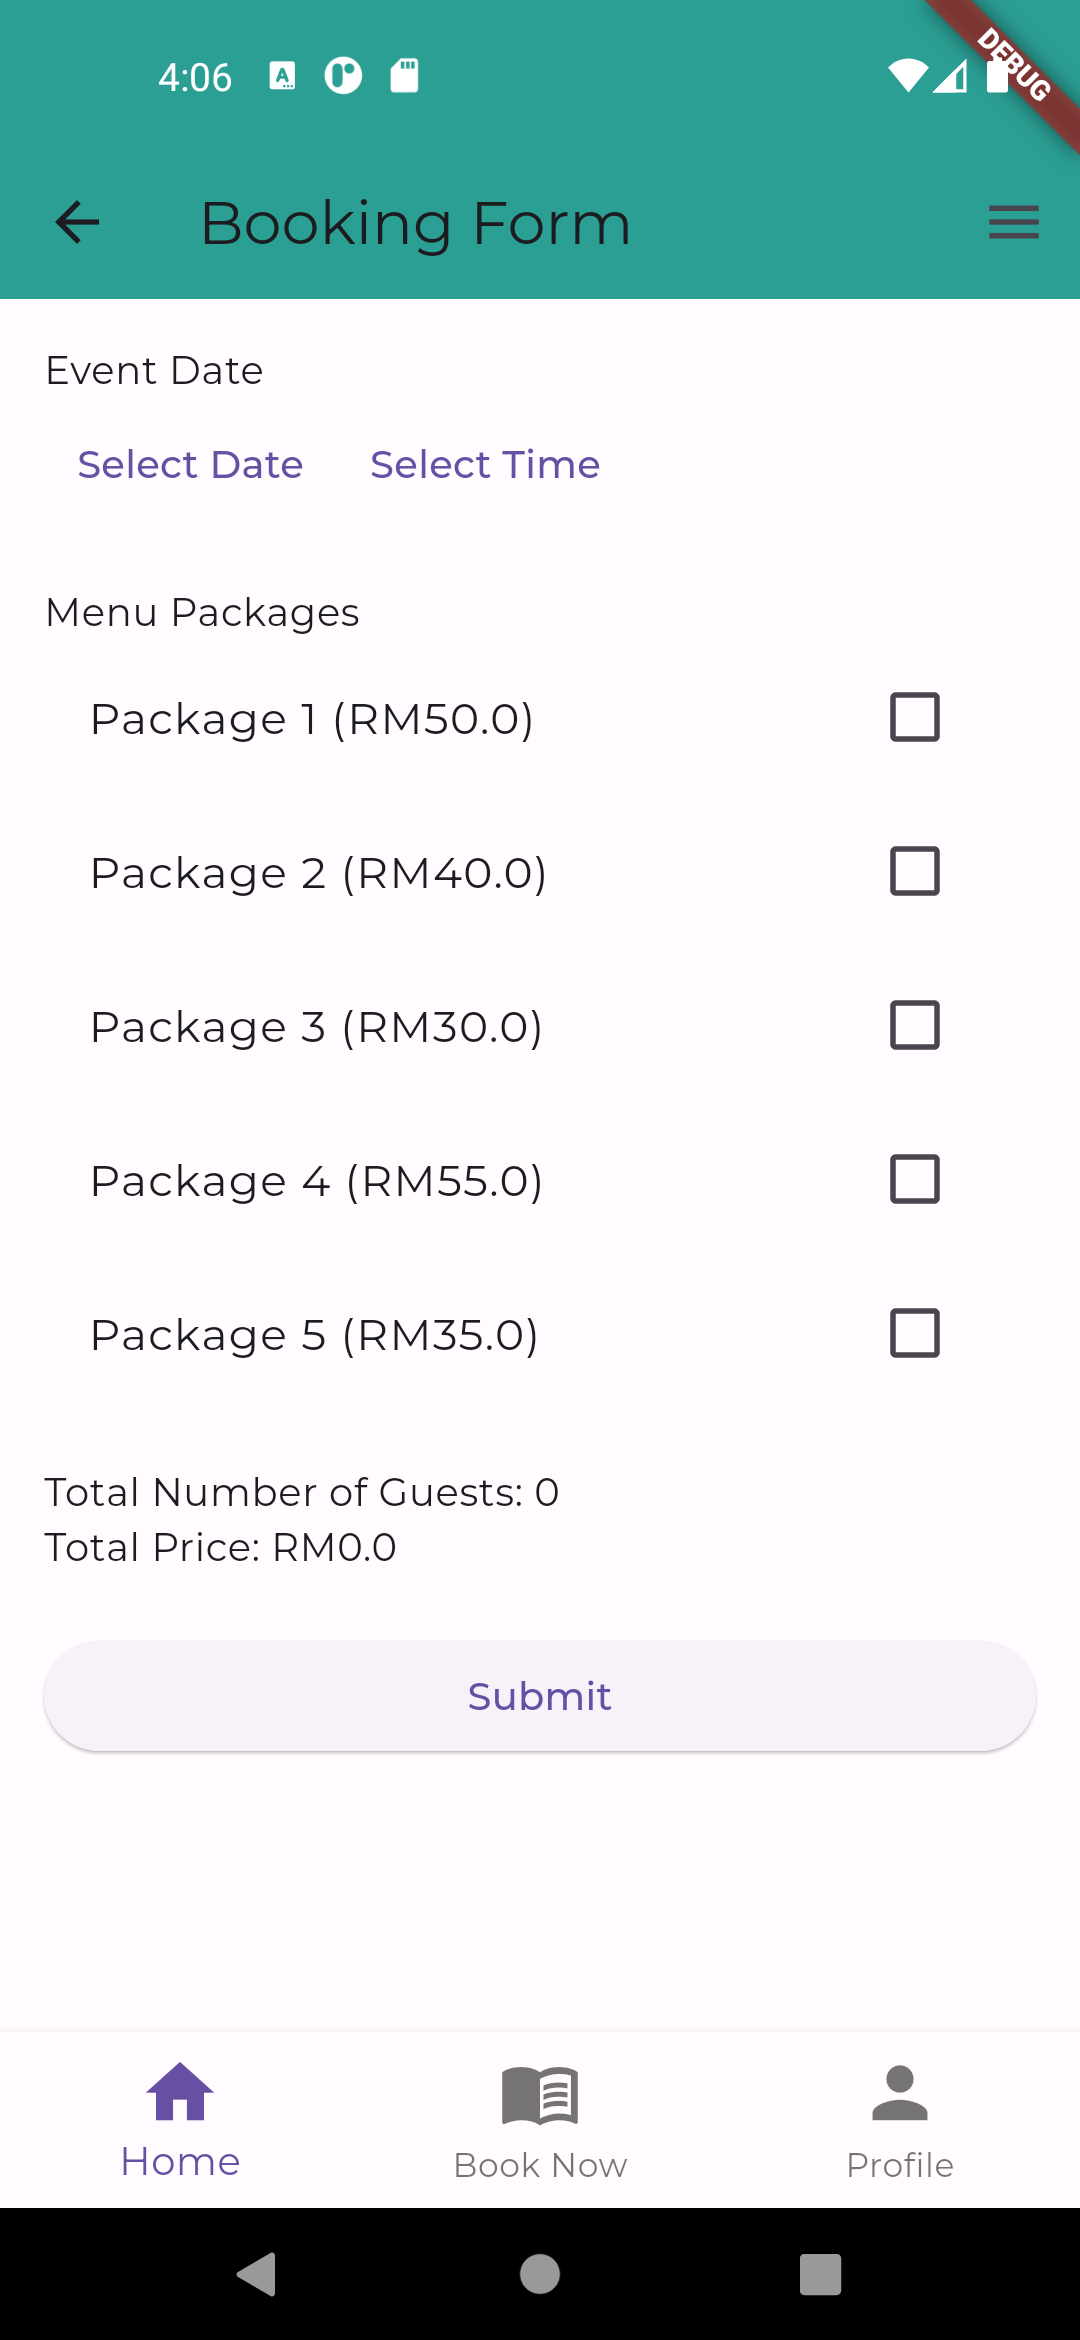 4:06
DEBUG
Booking Form
Event Date
Select Date Select Time
Menu Packages
Package 1 (RM50.0)
Package 2 (RM40.0)
Package 3 (RM30.0)
Package 4 (RM55.0)
Package 5 (RM35.0)
Total Number of Guests: 0
Total Price: RM0.0
Submit
Home Book Now Profile